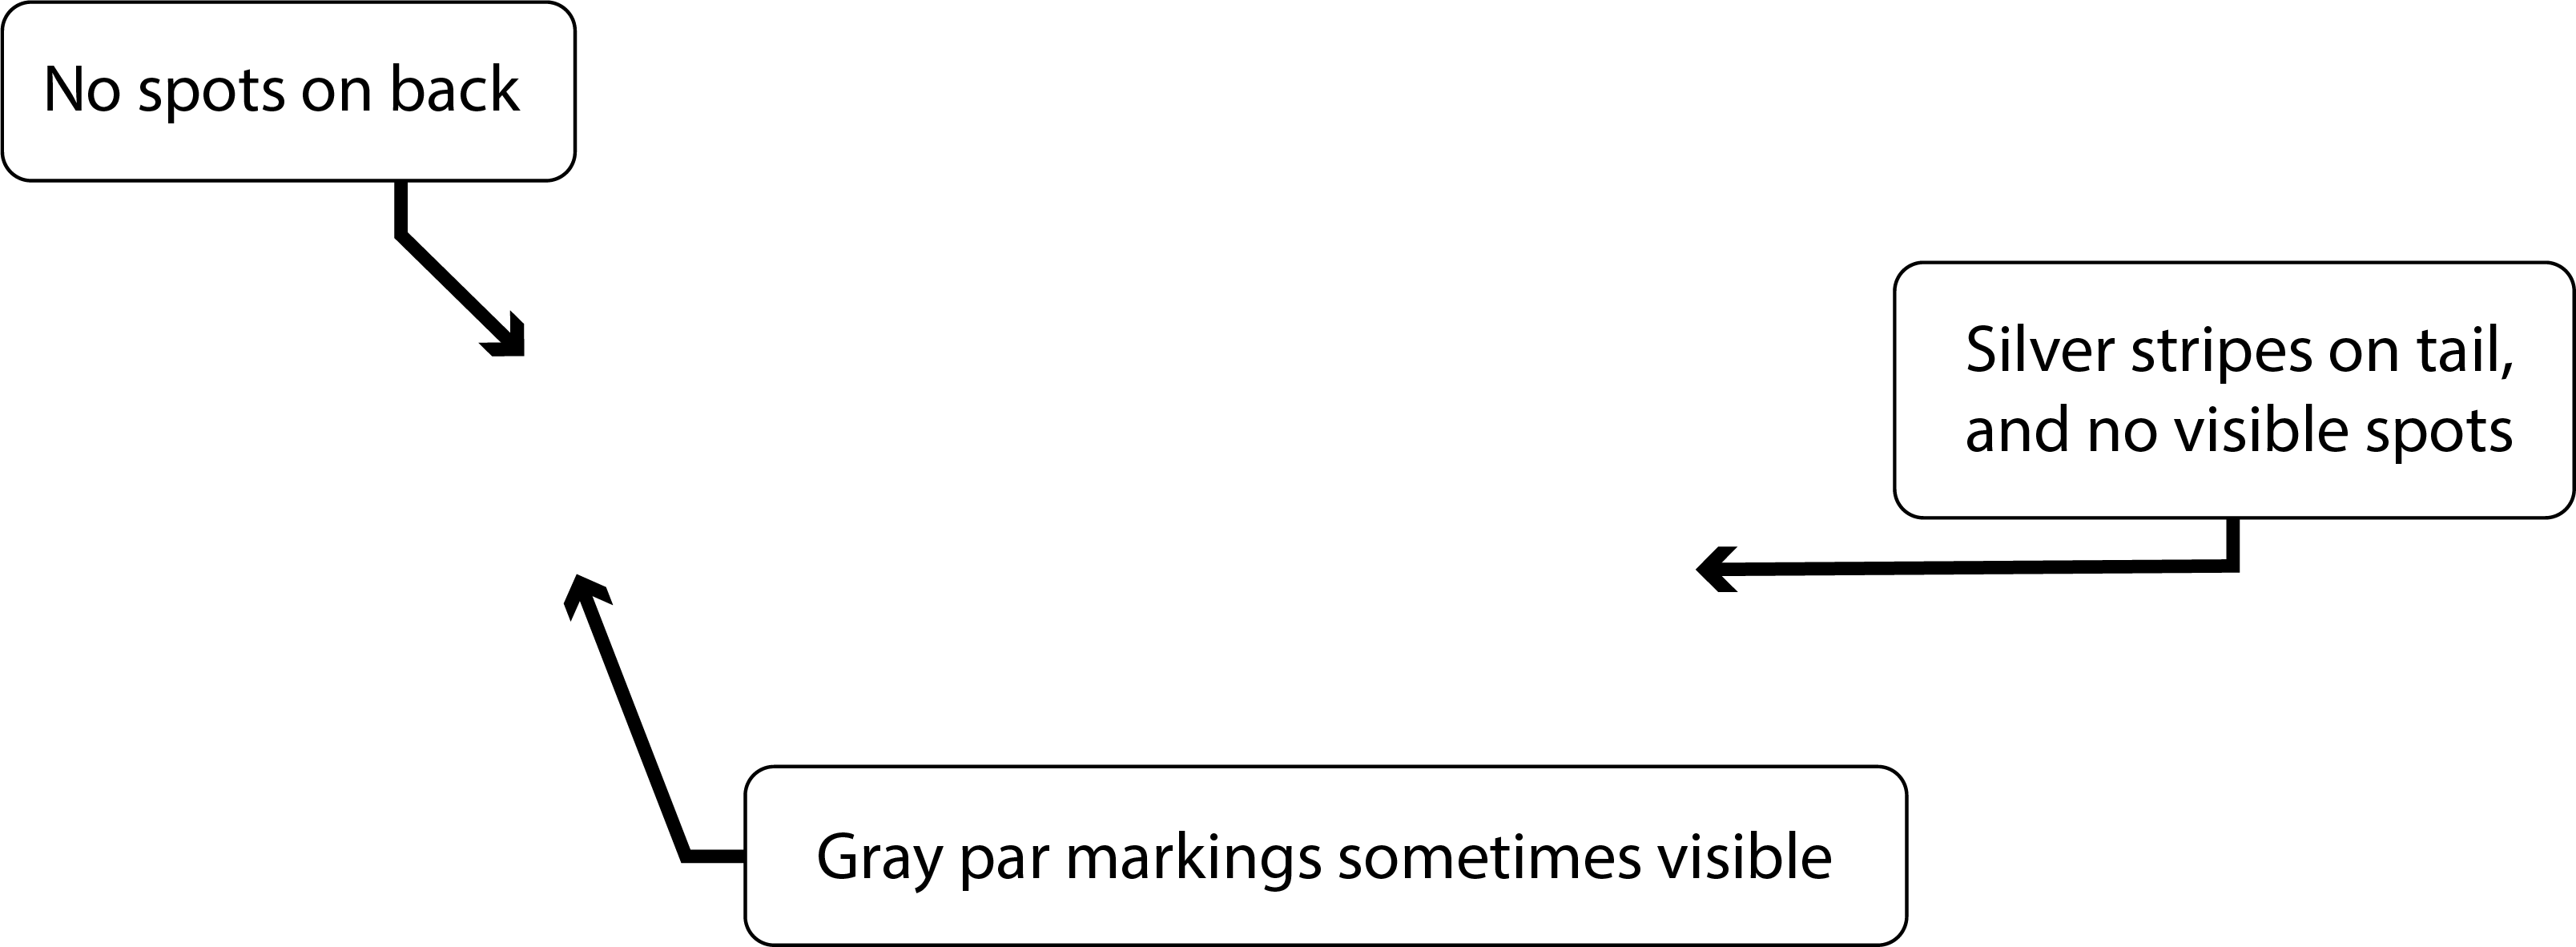 No spots on back
Silver stripes on tail,
and no visible spots
Gray par markings sometimes visible